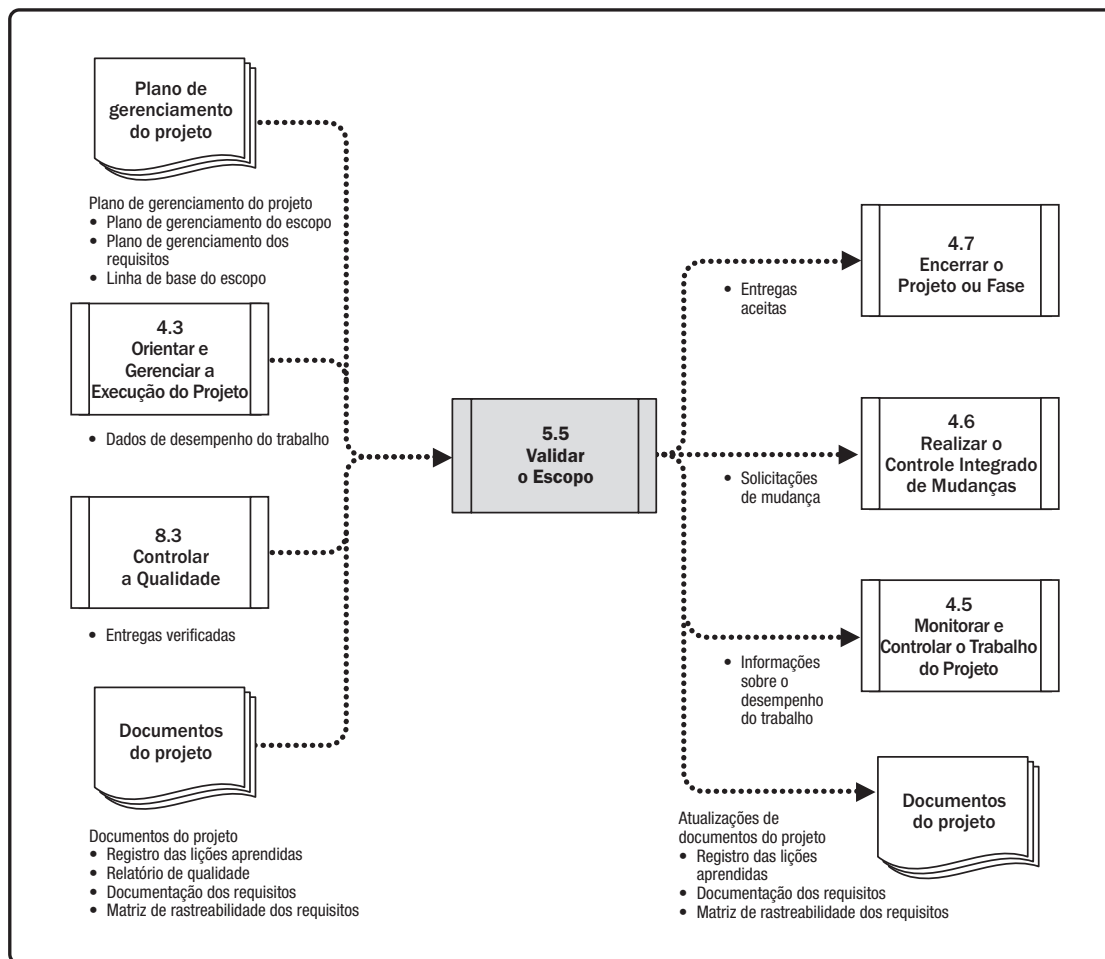 Plano de
gerenciamento
do projeto
Plano de gerenciamento do projeto
• Plano de gerenciamento do escopo
• Plano de gerenciamento dos
requisitos
• Linha de base do escopo
4.3
Orientar e
Gerenciar a
Execução do Projeto
• Dados de desempenho do trabalho
8.3
Controlar
a Qualidade
• Entregas verificadas
Documentos
do projeto
Documentos do projeto
• Registro das lições aprendidas
• Relatório de qualidade
• Documentação dos requisitos
• Matriz de rastreabilidade dos requisitos
5.5
Validar
o Escopo
• Entregas
aceitas
4.7
Encerrar o
Projeto ou Fase
• Solicitações
de mudança
4.6
Realizar o
Controle Integrado
de Mudanças
• Informações
sobre o
desempenho
do trabalho
4.5
Monitorar e
Controlar o Trabalho
do Projeto
Atualizações de
documentos do projeto
• Registro das lições
aprendidas
• Documentação dos requisitos
• Matriz de rastreabilidade dos requisitos
Documentos
do projeto